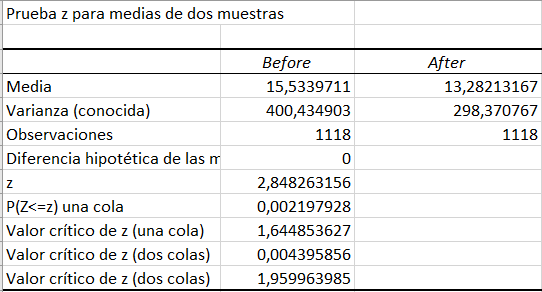 Prueba z para medias de dos muestras
Before After
Media 15,5339711 13,28213167
Varianza (conocida) 400,434903 298,370767
Observaciones 1118 1118
Diferencia hipotética de las m 0
z 2,848263156
P(Z<=z) una cola 0,002197928
Valor crítico de z (una cola) 1,644853627
Valor crítico de z (dos colas) 0,004395856
Valor crítico de z (dos colas) 1,959963985